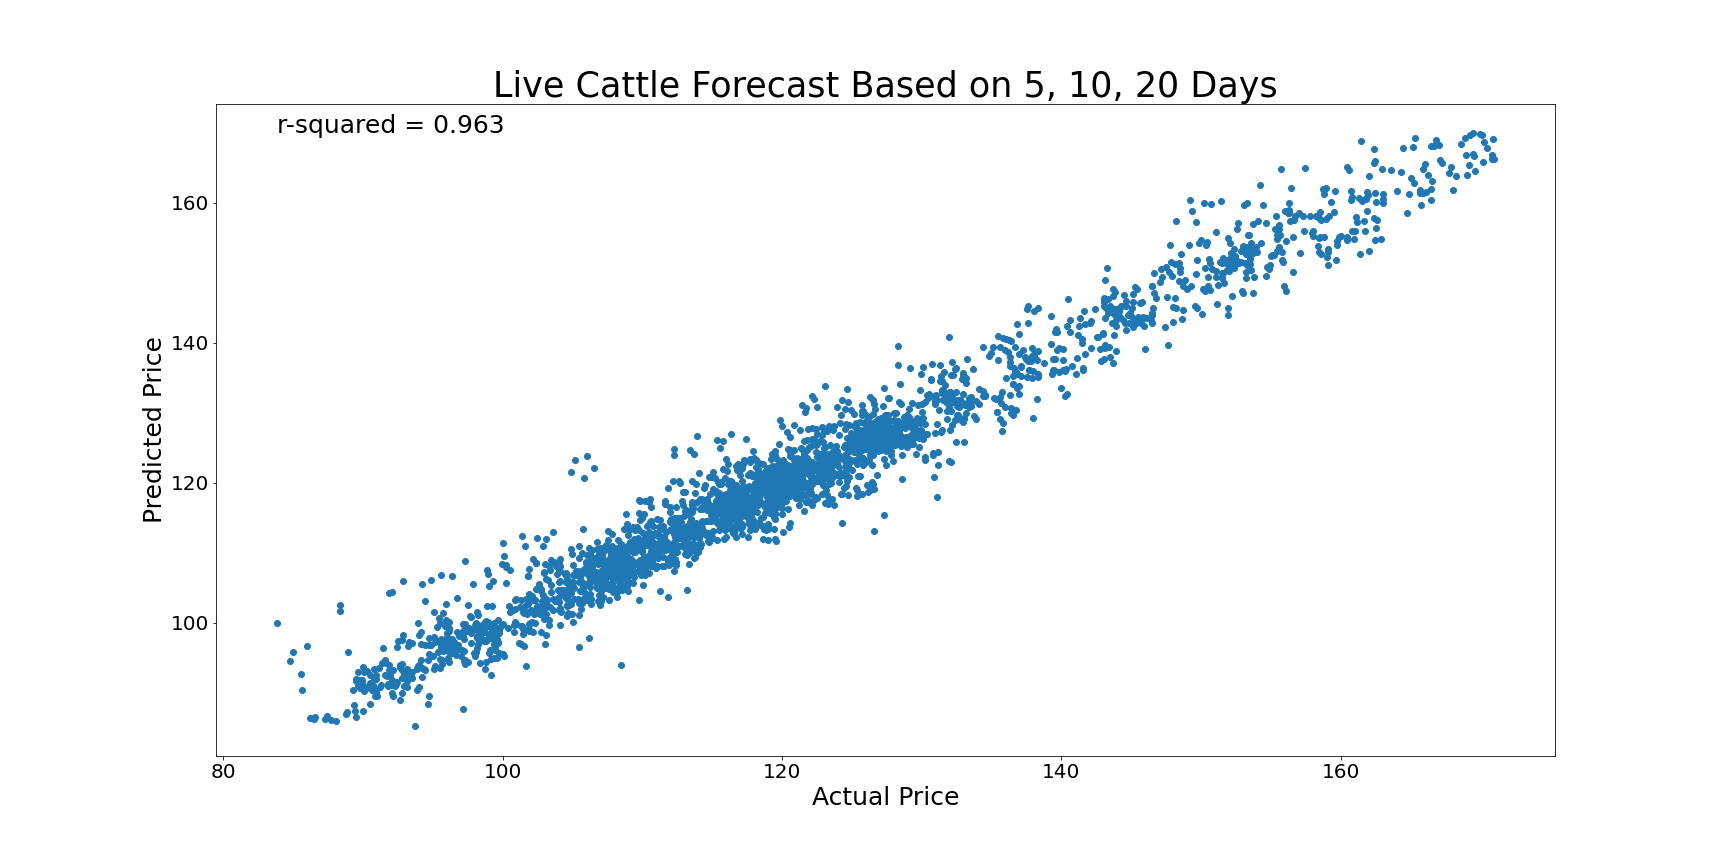 Live Cattle Forecast Based on 5, 10, 20 Days
r-squared = 0.963
Predicted Price
160
140
120
100
80 100 120 140 160
Actual Price